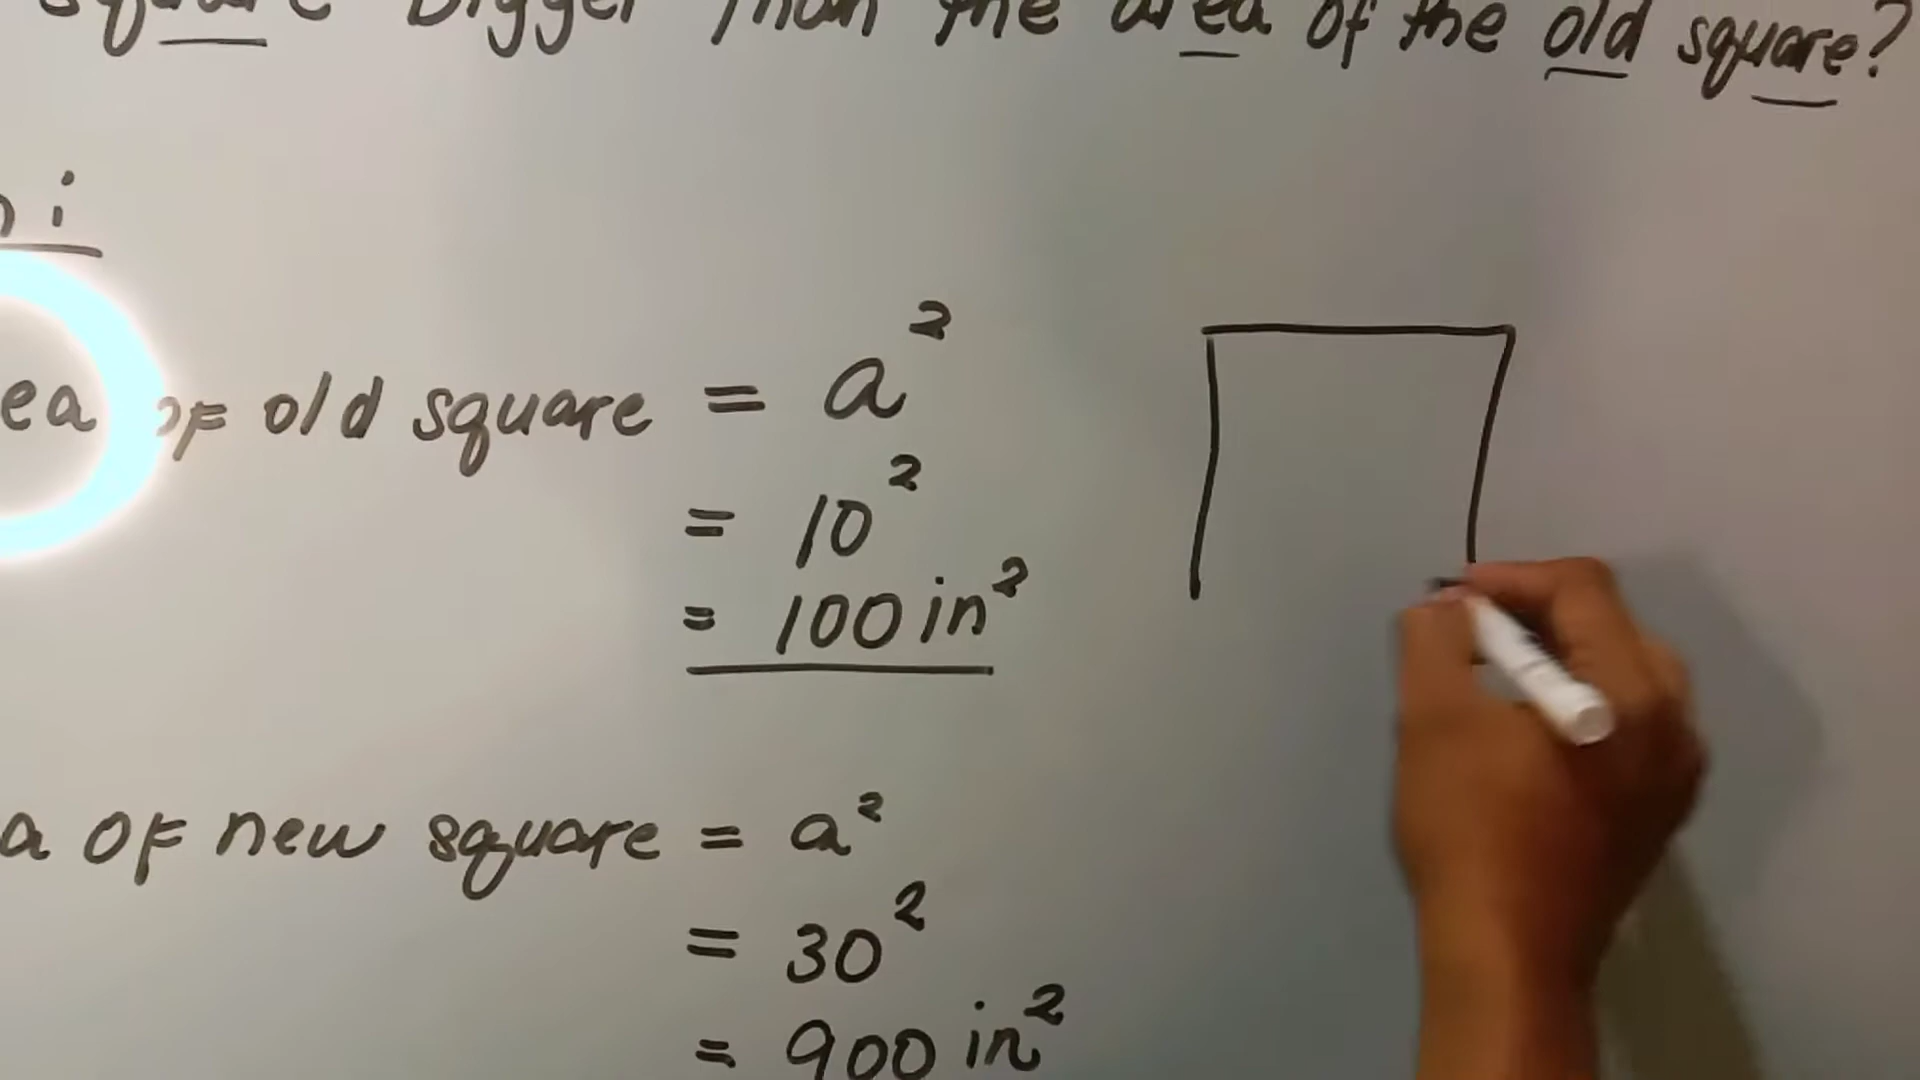 square bigger than the area of the old square?
of old square = a²
= 10²
= 100 in²
of new square = a²
= 30²
= 900 in²